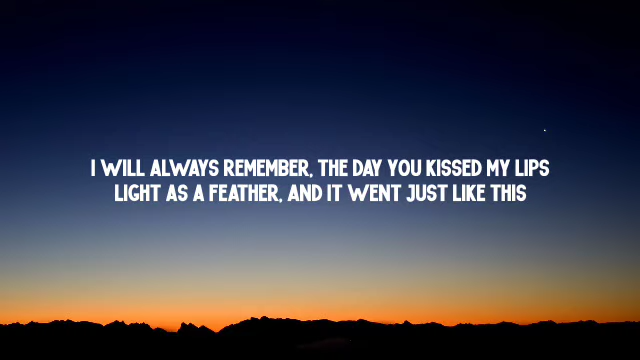 I WILL ALWAYS REMEMBER, THE DAY YOU KISSED MY LIPS
LIGHT AS A FEATHER, AND IT WENT JUST LIKE THIS